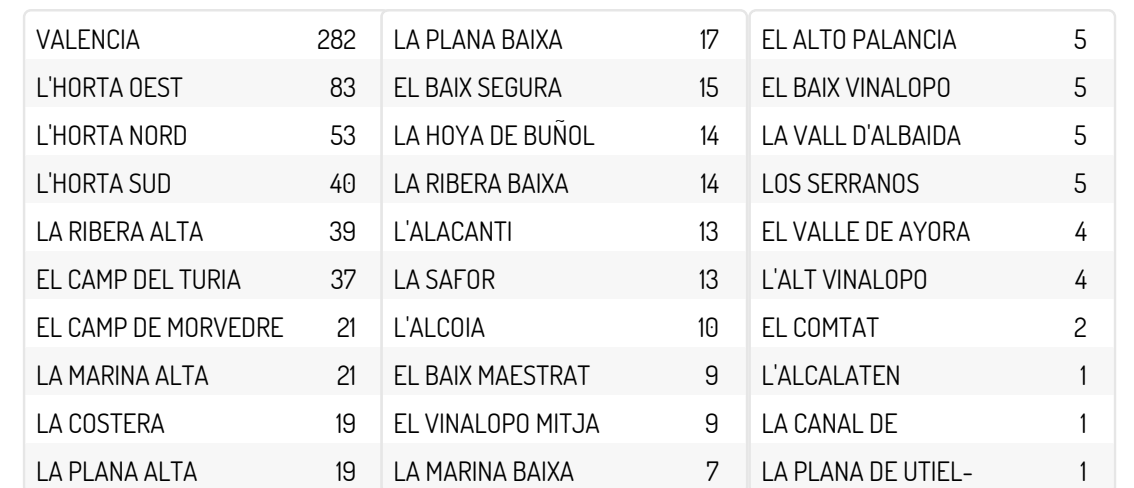 VALENCIA 282
L'HORTA OEST 83
L'HORTA NORD 53
L'HORTA SUD 40
LA RIBERA ALTA 39
EL CAMP DEL TURIA 37
EL CAMP DE MORVEDRE 21
LA MARINA ALTA 21
LA COSTERA 19
LA PLANA ALTA 19
LA PLANA BAIXA 17
EL BAIX SEGURA 15
LA HOYA DE BUÑOL 14
LA RIBERA BAIXA 14
L'ALACANTI 13
LA SAFOR 13
L'ALCOIA 10
EL BAIX MAESTRAT 9
EL VINALOPO MITJA 9
LA MARINA BAIXA 7
EL ALTO PALANCIA 5
EL BAIX VINALOPO 5
LA VALL D'ALBAIDA 5
LOS SERRANOS 5
EL VALLE DE AYORA 4
L'ALT VINALOPO 4
EL COMTAT 2
L'ALCALATEN 1
LA CANAL DE 1
LA PLANA DE UTIEL- 1